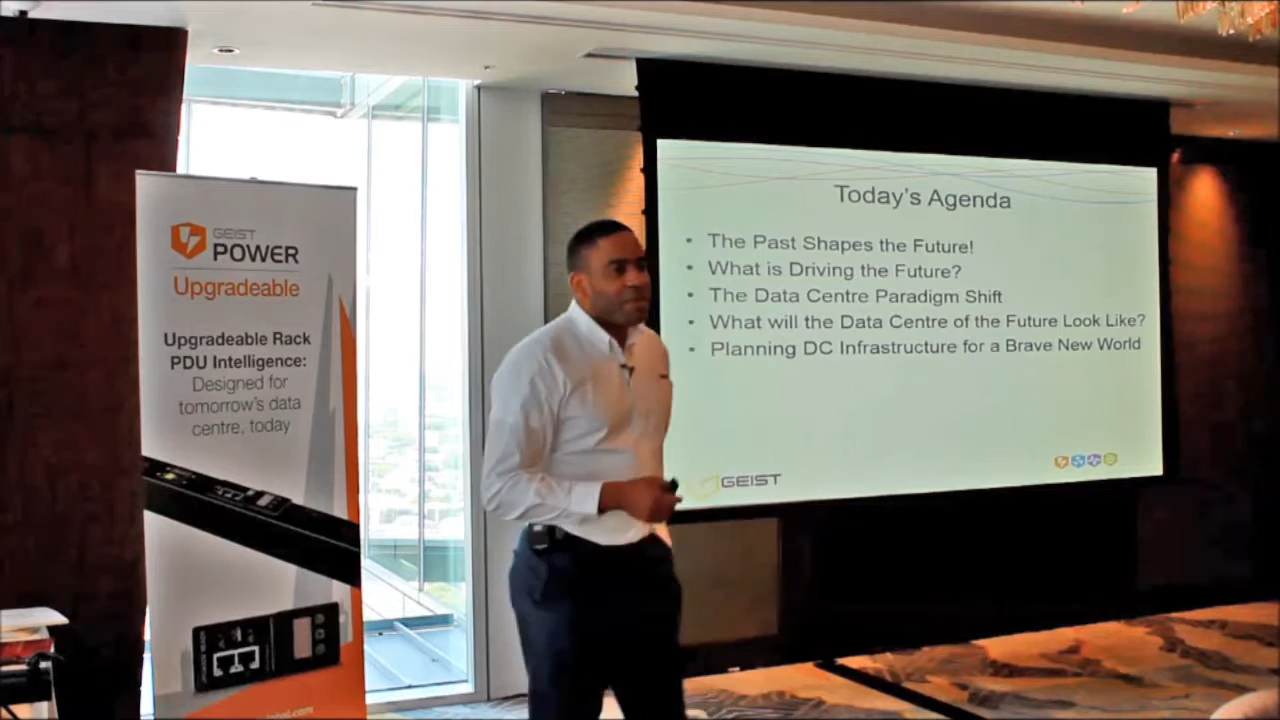 GEIST
POWER
Upgradeable
Upgradeable Rack
PDU Intelligence:
Designed for
tomorrow's data
centre, today
Today's Agenda
• The Past Shapes the Future!
• What is Driving the Future?
• The Data Centre Paradigm Shift
• What will the Data Centre of the Future Look Like?
• Planning DC Infrastructure for a Brave New World
GEIST